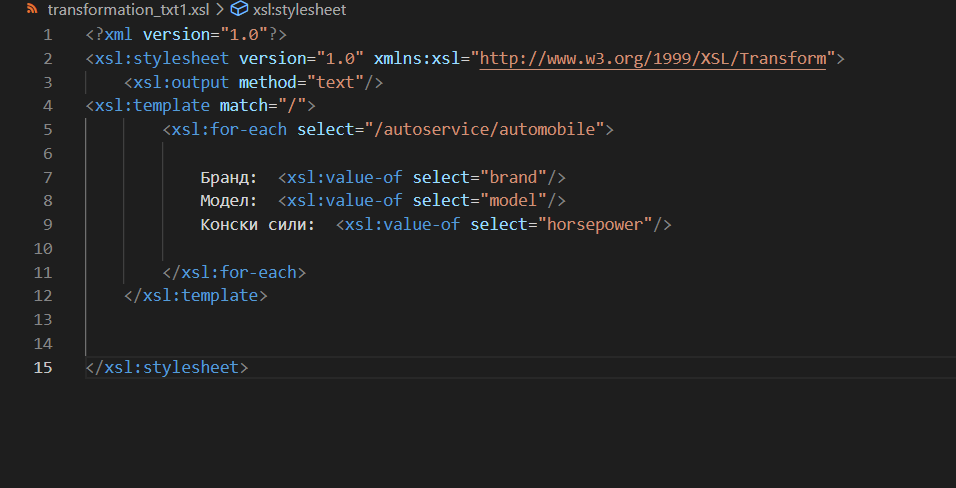 transformation_txt1.xsl > xsl:stylesheet
1 <?xml version="1.0"?>
2 <xsl:stylesheet version="1.0" xmlns:xsl="http://www.w3.org/1999/XSL/Transform">
3 <xsl:output method="text"/>
4 <xsl:template match="/">
5 <xsl:for-each select="/autoservice/automobile">
6
7 Бранд: <xsl:value-of select="brand"/>
8 Модел: <xsl:value-of select="model"/>
9 Конски сили: <xsl:value-of select="horsepower"/>
10
11 </xsl:for-each>
12 </xsl:template>
13
14
15 </xsl:stylesheet>